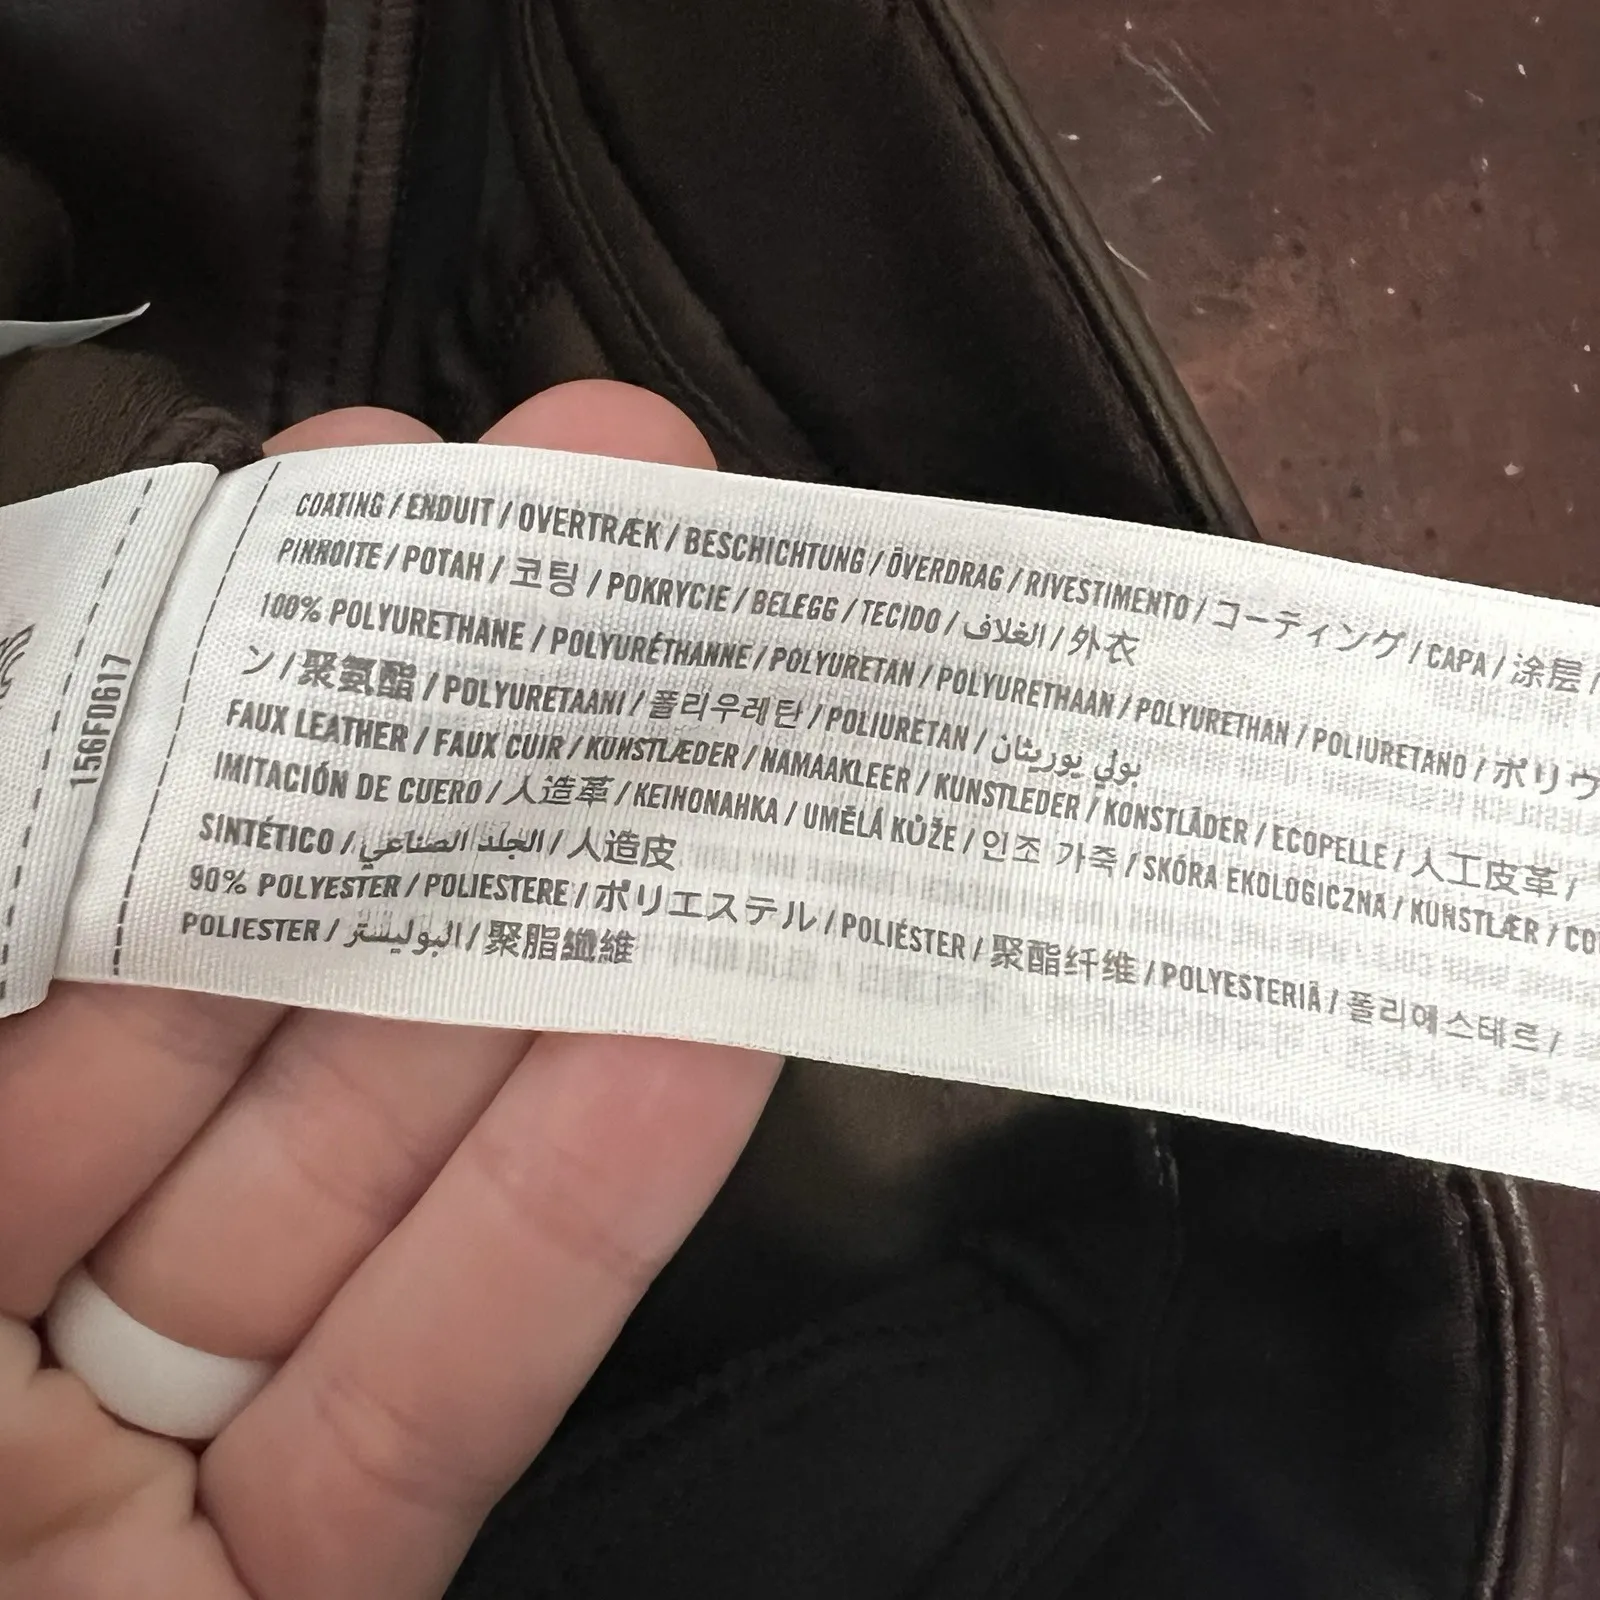 156F0617
COATING / ENDUIT / OVERTRÆK / BESCHICHTUNG / ÖVERDRAG / RIVESTIMENTO / コーティング / CAPA / 涂层 /
PINNOITE / POTAH / 코팅 / POKRYCIE / BELEGG / TECIDO / الغلاف / 外衣
100% POLYURETHANE / POLYURÉTHANNE / POLYURETAN / POLYURETHAAN / POLYURETHAN / POLIURETANO / ポリウ
ン / 聚氨酯 / POLYURETAANI / 폴리우레탄 / POLIURETAN / بولي يوريثان
FAUX LEATHER / FAUX CUIR / KUNSTLÆDER / NAMAAKLEER / KUNSTLEDER / KONSTLÄDER / ECOPELLE / 人工皮革 /
IMITACIÓN DE CUERO / 人造革 / KEIHONAHKA / UMĚLÁ KŮŽE / 인조 가죽 / SKÓRA EKOLOGICZNA / KUNSTLÆR / CO
SINTÉTICO / الجلد الصناعي / 人造皮
90% POLYESTER / POLIESTERE / ポリエステル / POLIÉSTER / 聚酯纤维 / POLYESTERIÄ / 폴리에스테르 /
POLIESTER / البوليستر / 聚脂纖維